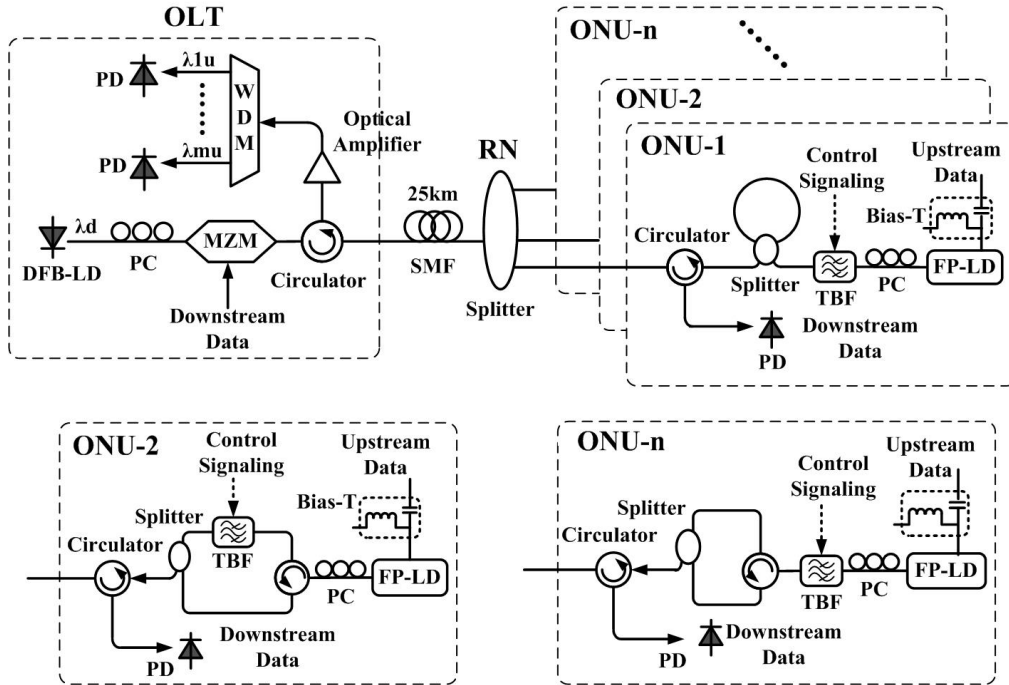 OLT
PD
λ1u
WDM
PD
λmu
Optical
Amplifier
λd
DFB-LD
PC
MZM
Circulator
Downstream
Data
25km
SMF
RN
Splitter
ONU-n
ONU-2
ONU-1
Control
Signaling
Upstream
Data
Bias-T
Circulator
Splitter
TBF
PC
FP-LD
Downstream
Data
PD
ONU-2
Control
Signaling
Upstream
Data
Bias-T
Splitter
Circulator
TBF
PC
FP-LD
Downstream
Data
PD
ONU-n
Upstream
Data
Control
Signaling
Splitter
Circulator
TBF
PC
FP-LD
Downstream
Data
PD